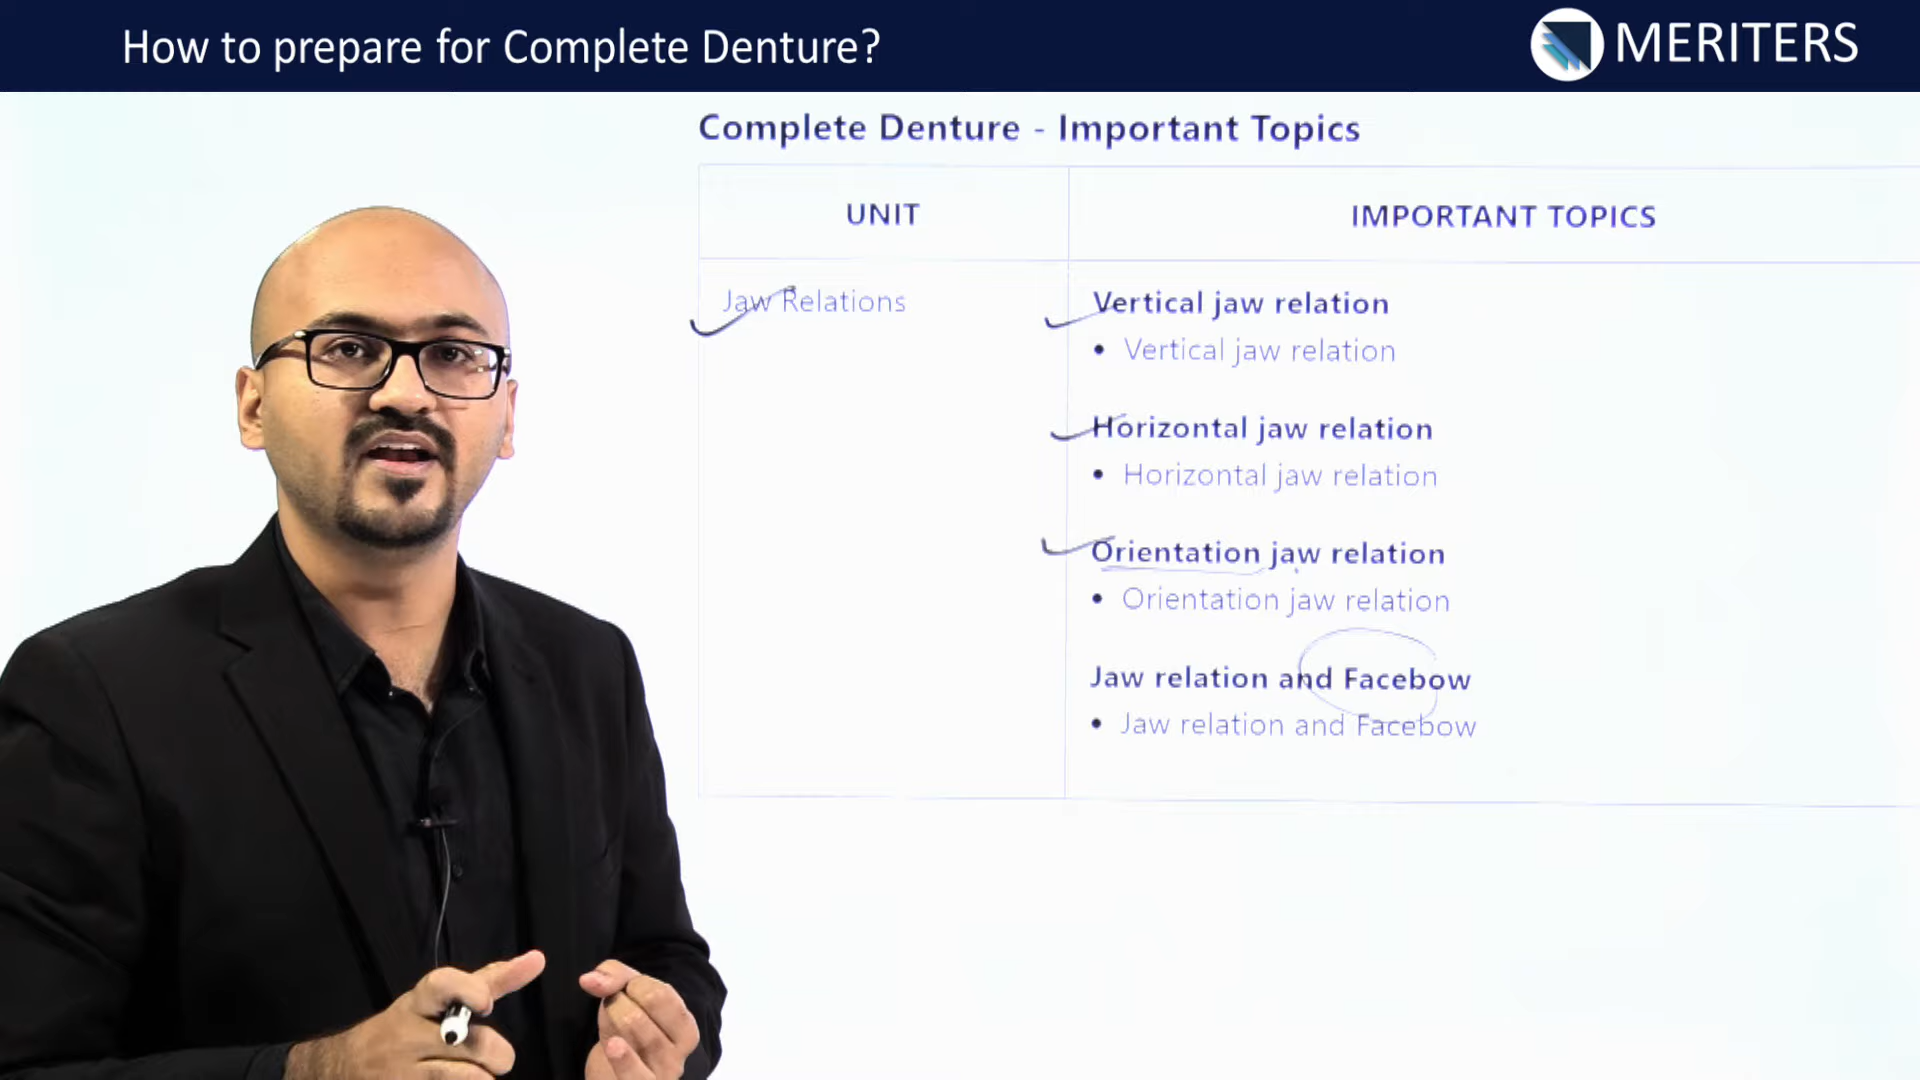 How to prepare for Complete Denture?
MERITERS
Complete Denture - Important Topics
UNIT
IMPORTANT TOPICS
Jaw Relations
Vertical jaw relation
• Vertical jaw relation
Horizontal jaw relation
• Horizontal jaw relation
Orientation jaw relation
• Orientation jaw relation
Jaw relation and Facebow
• Jaw relation and Facebow